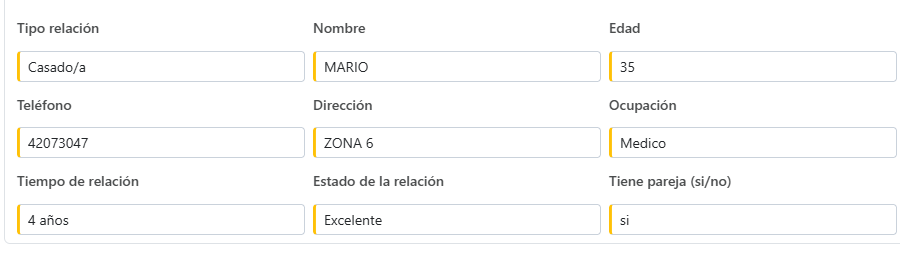 Tipo relación Nombre Edad
Casado/a MARIO 35
Teléfono Dirección Ocupación
42073047 ZONA 6 Medico
Tiempo de relación Estado de la relación Tiene pareja (si/no)
4 años Excelente si